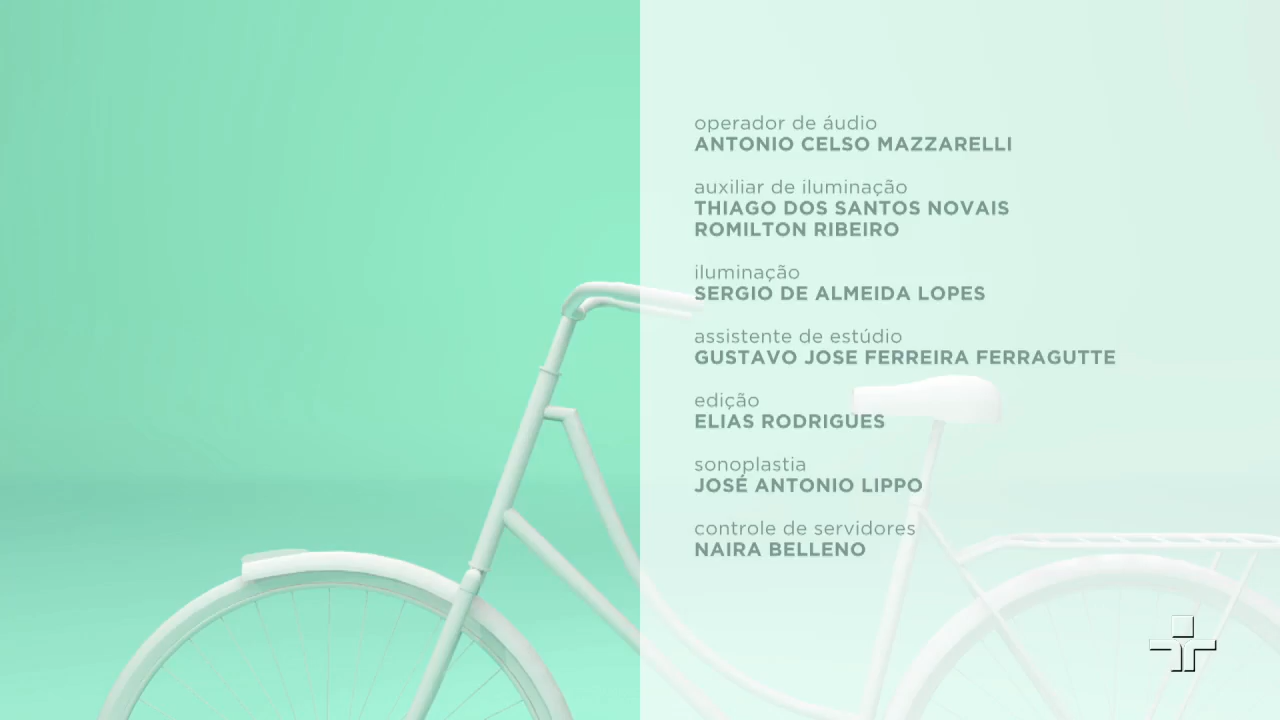 operador de áudio
ANTONIO CELSO MAZZARELLI
auxiliar de iluminação
THIAGO DOS SANTOS NOVAIS
ROMILTON RIBEIRO
iluminação
SERGIO DE ALMEIDA LOPES
assistente de estúdio
GUSTAVO JOSE FERREIRA FERRAGUTTE
edição
ELIAS RODRIGUES
sonoplastia
JOSÉ ANTONIO LIPPO
controle de servidores
NAIRA BELLENO